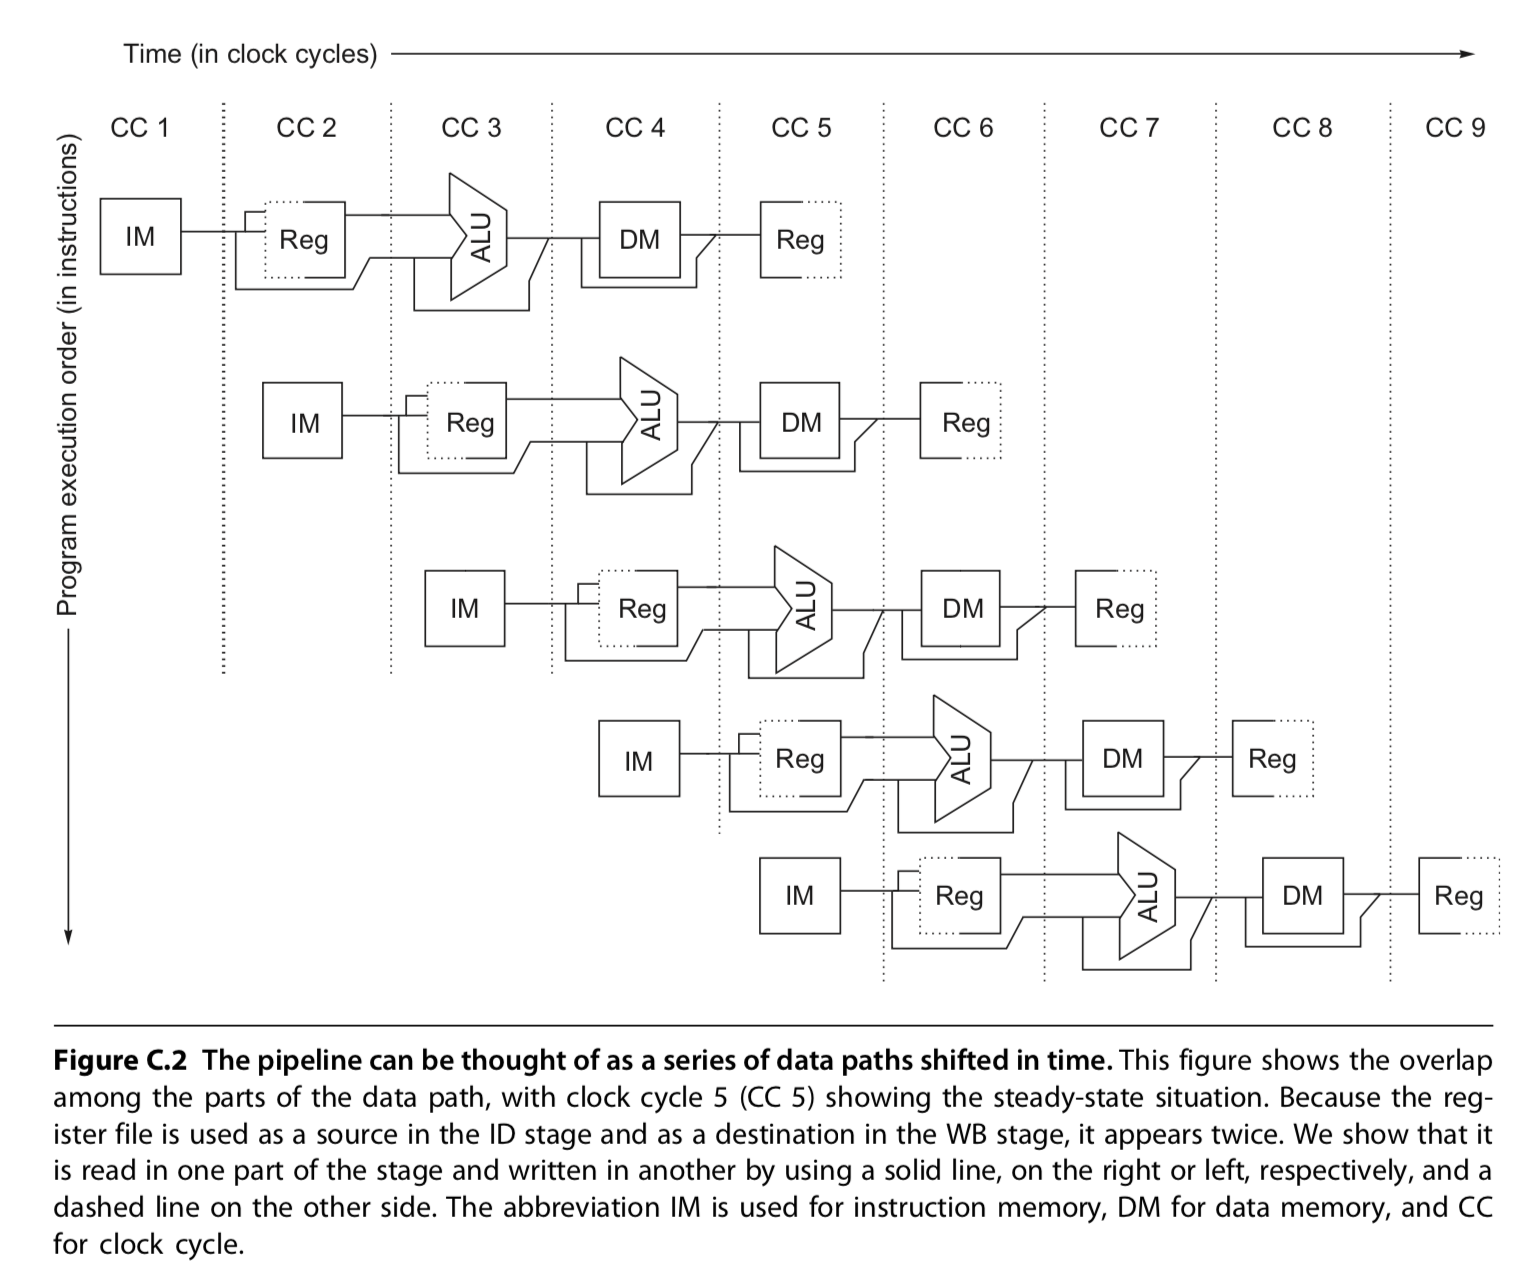 Time (in clock cycles)
CC 1 CC 2 CC 3 CC 4 CC 5 CC 6 CC 7 CC 8 CC 9
Program execution order (in instructions)
IM Reg ALU DM Reg
IM Reg ALU DM Reg
IM Reg ALU DM Reg
IM Reg ALU DM Reg
IM Reg ALU DM Reg
Figure C.2 The pipeline can be thought of as a series of data paths shifted in time. This figure shows the overlap
among the parts of the data path, with clock cycle 5 (CC 5) showing the steady-state situation. Because the reg-
ister file is used as a source in the ID stage and as a destination in the WB stage, it appears twice. We show that it
is read in one part of the stage and written in another by using a solid line, on the right or left, respectively, and a
dashed line on the other side. The abbreviation IM is used for instruction memory, DM for data memory, and CC
for clock cycle.